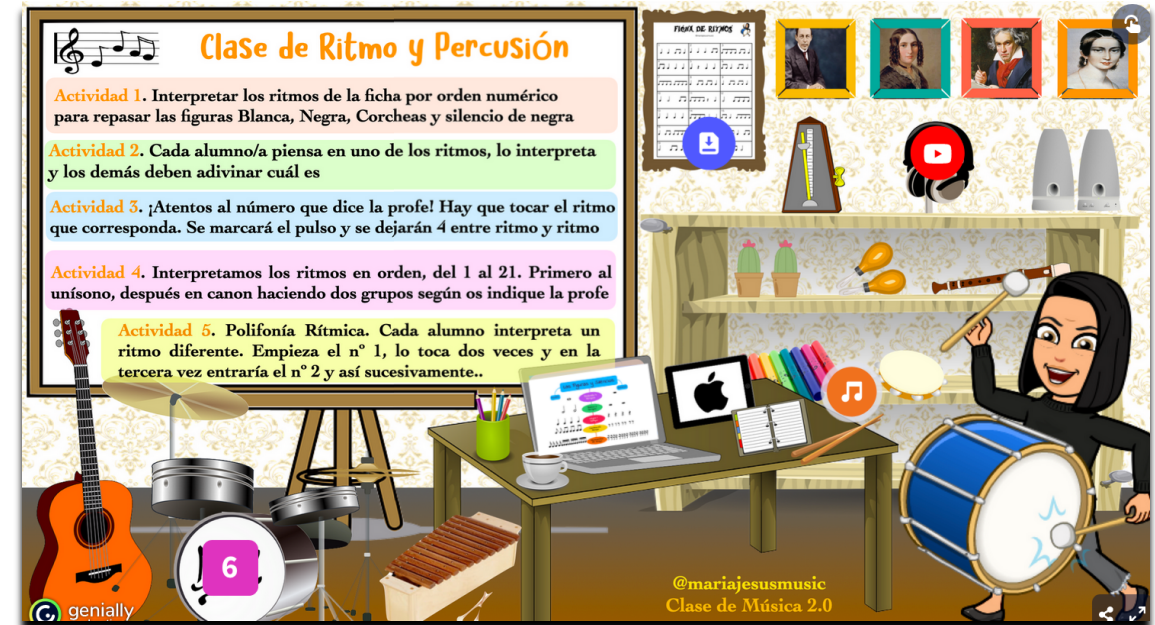 Clase de Ritmo y Percusión
Actividad 1. Interpretar los ritmos de la ficha por orden numérico
para repasar las figuras Blanca, Negra, Corcheas y silencio de negra
Actividad 2. Cada alumno/a piensa en uno de los ritmos, lo interpreta
y los demás deben adivinar cuál es
Actividad 3. ¡Atentos al número que dice la profe! Hay que tocar el ritmo
que corresponda. Se marcará el pulso y se dejarán 4 entre ritmo y ritmo
Actividad 4. Interpretamos los ritmos en orden, del 1 al 21. Primero al
unísono, después en canon haciendo dos grupos según os indique la profe
Actividad 5. Polifonía Rítmica. Cada alumno interpreta un
ritmo diferente. Empieza el nº 1, lo toca dos veces y en la
tercera vez entraría el nº 2 y así sucesivamente..
FICHA DE RITMOS
6
@mariajesusmusic
Clase de Música 2.0
genially